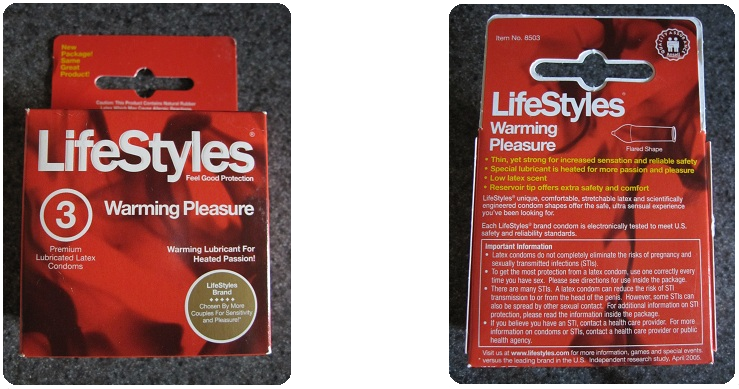 New
Package!
Same
Great
Product!
Caution: This Product Contains Natural Rubber
LifeStyles®
Feel Good Protection
3
Warming Pleasure
Premium
Lubricated Latex
Condoms
Warming Lubricant For
Heated Passion!
LifeStyles
Brand
Chosen By More
Couples For Sensitivity
and Pleasure!*
Item No. 8503
LifeStyles
Warming
Pleasure
Flared Shape
• Thin, yet strong for increased sensation and reliable safety
• Special lubricant is heated for more passion and pleasure
• Low latex scent
• Reservoir tip offers extra safety and comfort
LifeStyles® unique, comfortable, stretchable latex and scientifically
engineered condom shapes offer the safe, ultra sensual experience
you've been looking for.
Each LifeStyles® brand condom is electronically tested to meet U.S.
safety and reliability standards.
Important Information
• Latex condoms do not completely eliminate the risks of pregnancy and
sexually transmitted infections (STIs).
• To get the most protection from a latex condom, use one correctly every
time you have sex. Please see directions for use inside the package.
• There are many STIs. A latex condom can reduce the risk of STI
transmission to or from the head of the penis. However, some STIs can
also be spread by other sexual contact. For additional information on STI
protection, please read the information inside the package.
• If you believe you have an STI, contact a health care provider. For more
information on condoms or STIs, contact a health care provider or public
health agency.
Visit us at www.lifestyles.com for more information, games and special events.
* versus the leading brand in the U.S. Independent research study, April 2005.